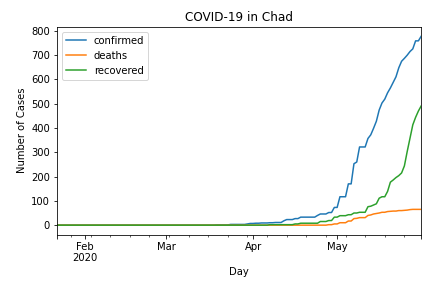 COVID-19 in Chad
confirmed
deaths
recovered
Number of Cases
800
700
600
500
400
300
200
100
0
Feb
2020
Mar
Apr
May
Day